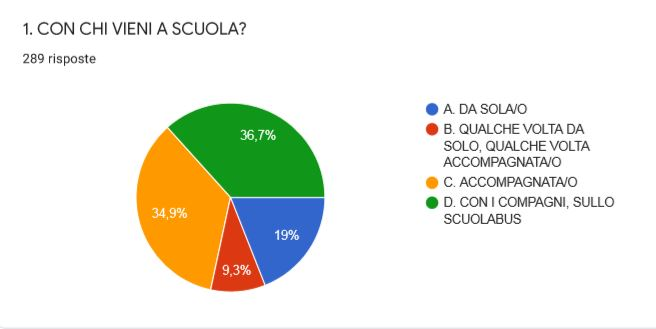 1. CON CHI VIENI A SCUOLA?
289 risposte
36,7%
34,9%
19%
9,3%
A. DA SOLA/O
B. QUALCHE VOLTA DA
SOLO, QUALCHE VOLTA
ACCOMPAGNATA/O
C. ACCOMPAGNATA/O
D. CON I COMPAGNI, SULLO
SCUOLABUS